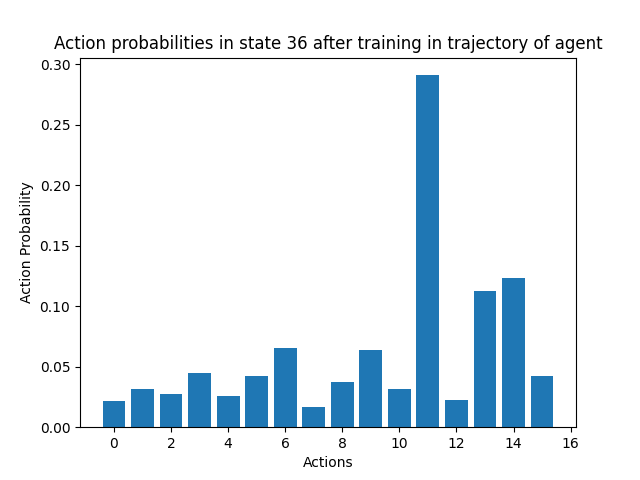 Action probabilities in state 36 after training in trajectory of agent
0.30
0.25
0.20
0.15
0.10
0.05
0.00
Action Probability
0 2 4 6 8 10 12 14 16
Actions